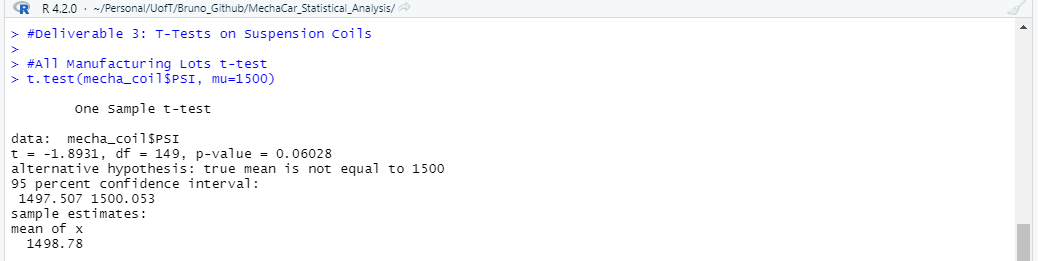 R 4.2.0 · ~/Personal/UofT/Bruno_Github/MechaCar_Statistical_Analysis/
> #Deliverable 3: T-Tests on Suspension Coils
>
> #All Manufacturing Lots t-test
> t.test(mecha_coil$PSI, mu=1500)
One Sample t-test
data:  mecha_coil$PSI
t = -1.8931, df = 149, p-value = 0.06028
alternative hypothesis: true mean is not equal to 1500
95 percent confidence interval:
1497.507 1500.053
sample estimates:
mean of x
1498.78